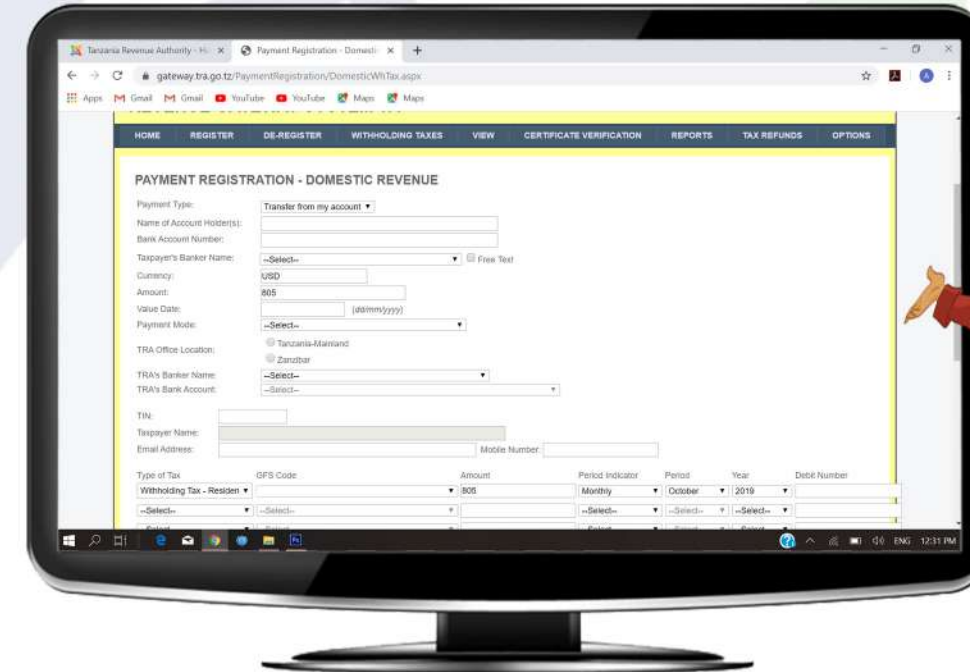 Tanzania Revenue Authority - H
Payment Registration - Domesti
gateway.tra.go.tz/PaymentRegistration/DomesticWhTax.aspx
Apps Gmail Gmail YouTube YouTube Maps Maps
HOME REGISTER DE-REGISTER WITHHOLDING TAXES VIEW CERTIFICATE VERIFICATION REPORTS TAX REFUNDS OPTIONS
PAYMENT REGISTRATION - DOMESTIC REVENUE
Payment Type: Transfer from my account
Name of Account Holder(s):
Bank Account Number:
Taxpayer's Banker Name: --Select-- Free Text
Currency: USD
Amount: 805
Value Date: (dd/mm/yyyy)
Payment Mode: --Select--
TRA Office Location: Tanzania-Mainland
Zanzibar
TRA's Banker Name: --Select--
TRA's Bank Account: --Select--
TIN:
Taxpayer Name:
Email Address: Mobile Number:
Type of Tax GFS Code Amount Period Indicator Period Year Debit Number
Withholding Tax - Residen 805 Monthly October 2019
--Select-- --Select-- --Select-- --Select-- --Select--
ENG 12:31 PM